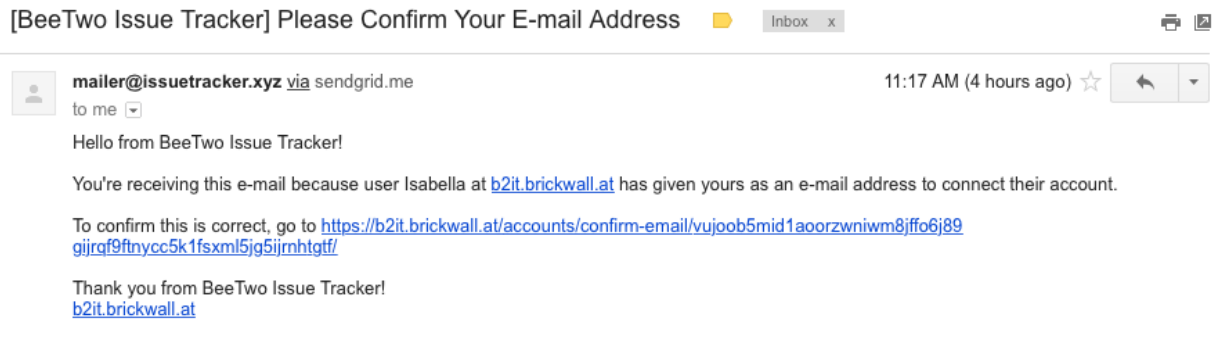 [BeeTwo Issue Tracker] Please Confirm Your E-mail Address Inbox x
mailer@issuetracker.xyz via sendgrid.me 11:17 AM (4 hours ago)
to me
Hello from BeeTwo Issue Tracker!
You're receiving this e-mail because user Isabella at b2it.brickwall.at has given yours as an e-mail address to connect their account.
To confirm this is correct, go to https://b2it.brickwall.at/accounts/confirm-email/vujoob5mid1aoorzwniwm8jffo6j89
gijrqf9ftnycc5k1fsxml5jg5ijrnhtgtf/
Thank you from BeeTwo Issue Tracker!
b2it.brickwall.at